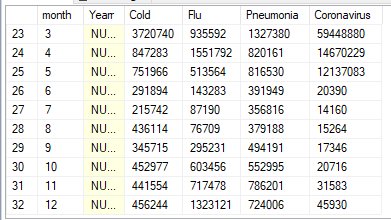 month Yearr Cold Flu Pneumonia Coronavirus
23 3 NU... 3720740 935592 1327380 59448880
24 4 NU... 847283 1551792 820161 14670229
25 5 NU... 751966 513564 816530 12137083
26 6 NU... 291894 143283 391949 20390
27 7 NU... 215742 87190 356816 14160
28 8 NU... 436114 76709 379188 15264
29 9 NU... 345715 295231 494191 17346
30 10 NU... 452977 603456 552995 20716
31 11 NU... 441554 717478 786201 31583
32 12 NU... 456244 1323121 724006 45930